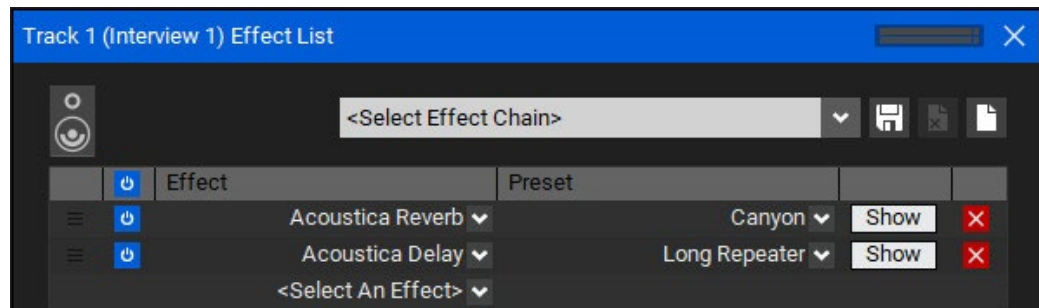 Track 1 (Interview 1) Effect List
<Select Effect Chain>
Effect Preset
Acoustica Reverb Canyon Show
Acoustica Delay Long Repeater Show
<Select An Effect>